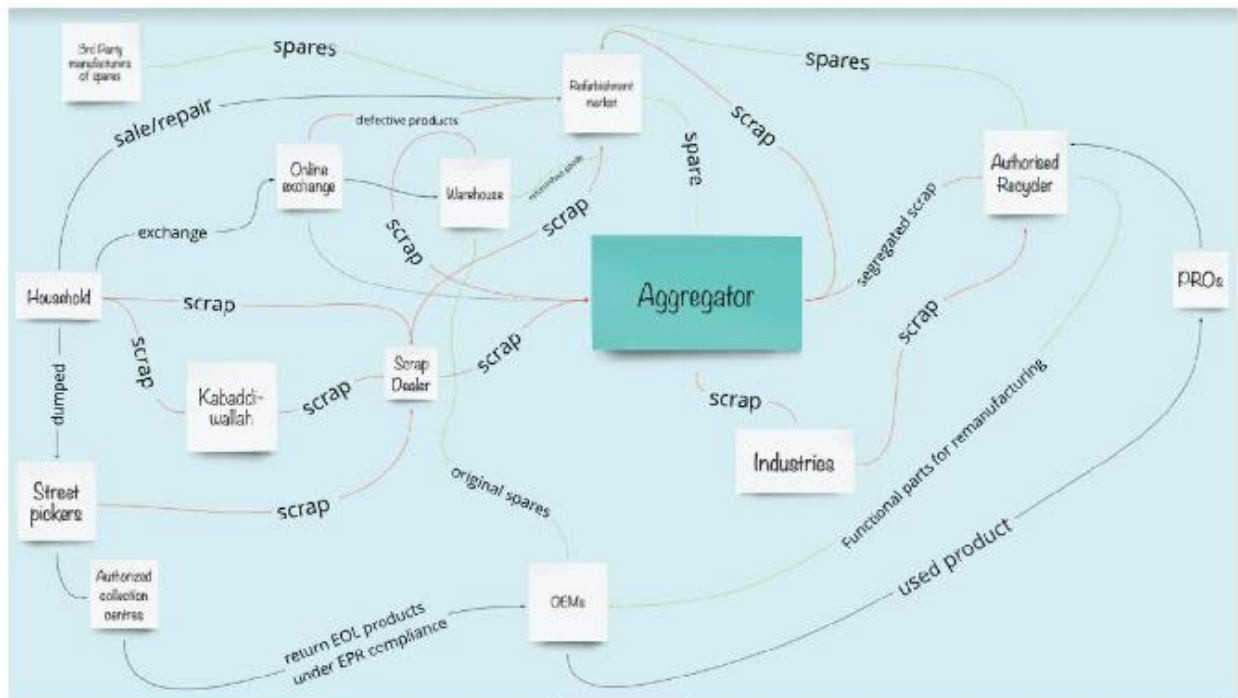 3rd Party
manufacturers
of spares
spares
Refurbishment
market
spares
scrap
sale/repair
defective products
spare
Online
exchange
Warehouse
refurbished goods
Authorised
Recycler
exchange
scrap
scrap
segregated scrap
PROs
Household
scrap
Aggregator
scrap
scrap
scrap
Scrap
Dealer
dumped
Kabaddi-
wallah
scrap
scrap
Industries
Functional parts for remanufacturing
Street
pickers
scrap
original spares
used product
Authorized
collection
centres
OEMs
return EOL products
under EPR compliance